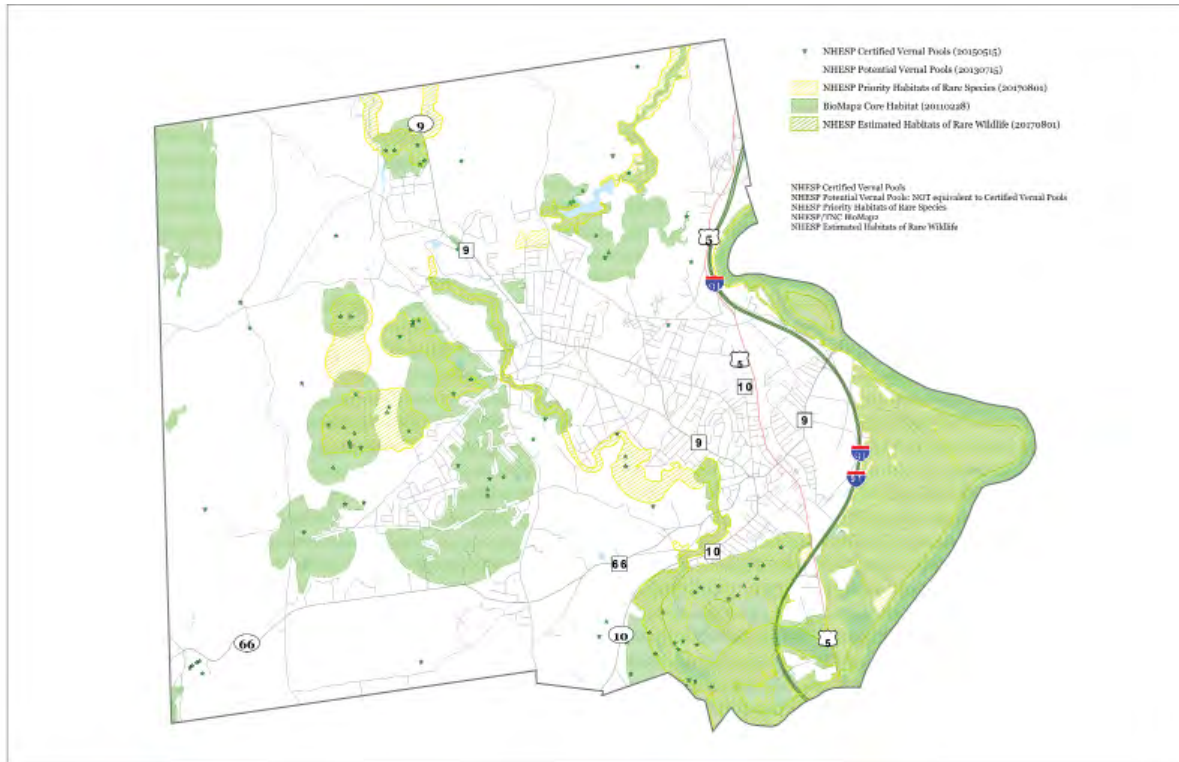 NHESP Certified Vernal Pools (20150515)
NHESP Potential Vernal Pools (20130715)
NHESP Priority Habitats of Rare Species (20170801)
BioMap2 Core Habitat (20110228)
NHESP Estimated Habitats of Rare Wildlife (20170801)
NHESP Certified Vernal Pools
NHESP Potential Vernal Pools: NOT equivalent to Certified Vernal Pools
NHESP Priority Habitats of Rare Species
NHESP/TNC BioMap2
NHESP Estimated Habitats of Rare Wildlife
9
5
9
91
5
10
9
9
91
91
10
66
10
5
66